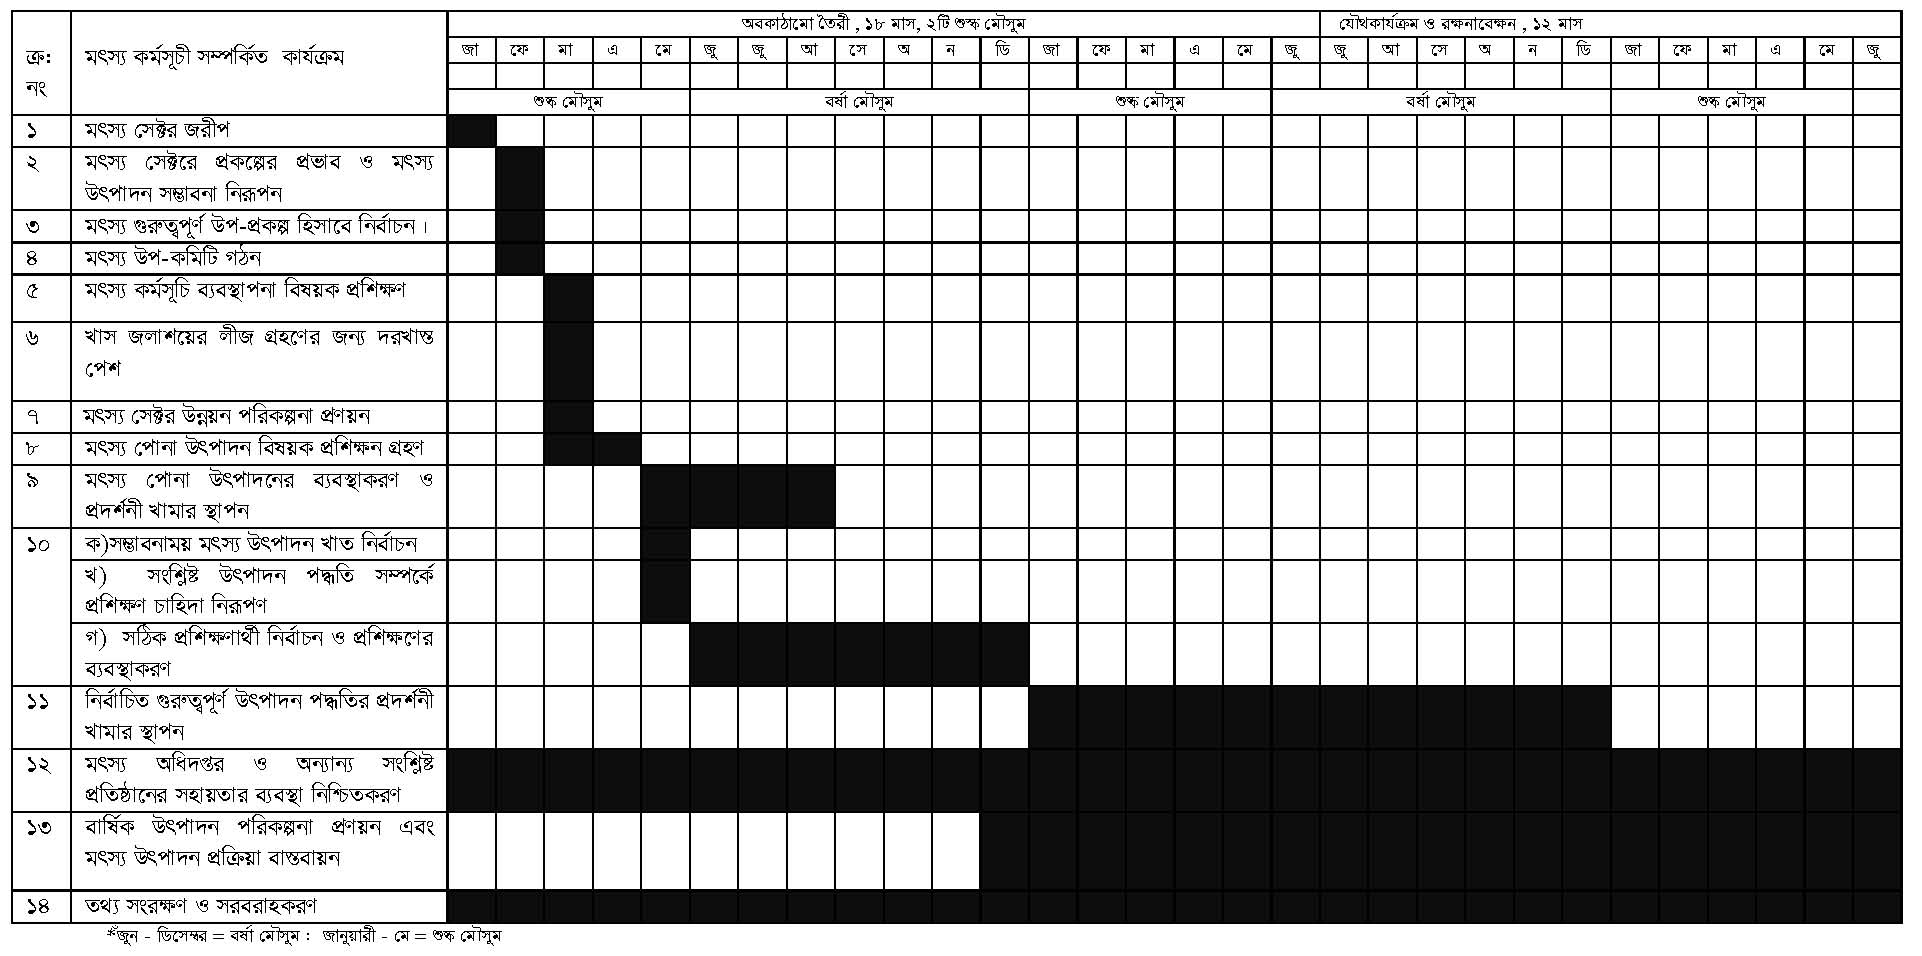 অবকাঠামো তৈরী , ১৮ মাস, ২টি শুস্ক মৌসুম যৌথকার্যক্রম ও রক্ষনাবেক্ষন , ১২ মাস
ক্র: নং
মৎস্য কর্মসূচী সম্পর্কিত কার্যক্রম
জা ফে মা এ মে জু জু আ সে অ ন ডি জা ফে মা এ মে জু জু আ সে অ ন ডি জা ফে মা এ মে জু
শুস্ক মৌসুম বর্ষা মৌসুম শুস্ক মৌসুম বর্ষা মৌসুম শুস্ক মৌসুম
১ মৎস্য সেক্টর জরীপ
২ মৎস্য সেক্টরে প্রকল্পের প্রভাব ও মৎস্য
উৎপাদন সম্ভাবনা নিরূপন
৩ মৎস্য গুরুত্বপূর্ণ উপ-প্রকল্প হিসাবে নির্বাচন।
৪ মৎস্য উপ-কমিটি গঠন
৫ মৎস্য কর্মসূচি ব্যবস্থাপনা বিষয়ক প্রশিক্ষণ
৬ খাস জলাশয়ের লীজ গ্রহণের জন্য দরখাস্ত
পেশ
৭ মৎস্য সেক্টর উন্নয়ন পরিকল্পনা প্রণয়ন
৮ মৎস্য পোনা উৎপাদন বিষয়ক প্রশিক্ষন গ্রহণ
৯ মৎস্য পোনা উৎপাদনের ব্যবস্থাকরণ ও
প্রদর্শনী খামার স্থাপন
১০ ক)সম্ভাবনাময় মৎস্য উৎপাদন খাত নির্বাচন
খ) সংশ্লিষ্ট উৎপাদন পদ্ধতি সম্পর্কে
প্রশিক্ষণ চাহিদা নিরূপণ
গ) সঠিক প্রশিক্ষণার্থী নির্বাচন ও প্রশিক্ষণের
ব্যবস্থাকরণ
১১ নির্বাচিত গুরুত্বপূর্ণ উৎপাদন পদ্ধতির প্রদর্শনী
খামার স্থাপন
১২ মৎস্য অধিদপ্তর ও অন্যান্য সংশ্লিষ্ট
প্রতিষ্ঠানের সহায়তার ব্যবস্থা নিশ্চিতকরণ
১৩ বার্ষিক উৎপাদন পরিকল্পনা প্রণয়ন এবং
মৎস্য উৎপাদন প্রক্রিয়া বাস্তবায়ন
১৪ তথ্য সংরক্ষণ ও সরবরাহকরণ
*জুন - ডিসেম্বর = বর্ষা মৌসুম : জানুয়ারী - মে = শুস্ক মৌসুম